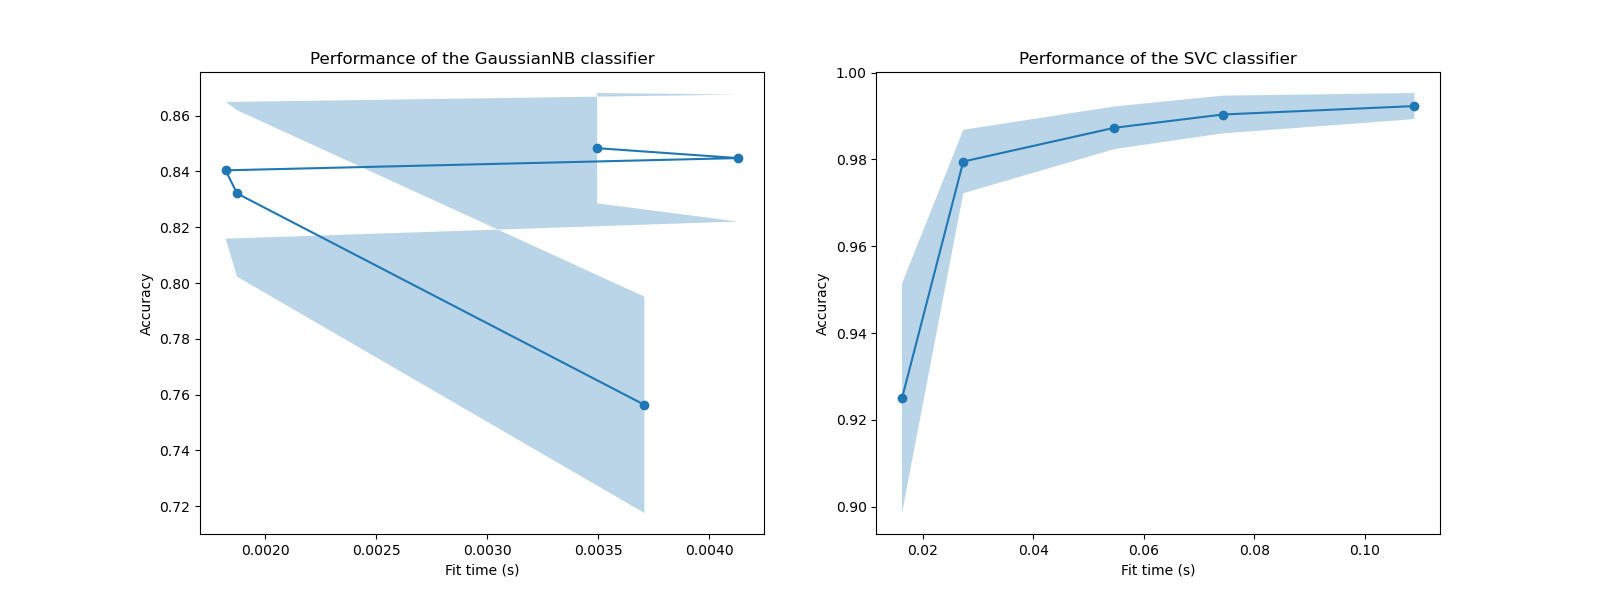 Performance of the GaussianNB classifier
0.86
0.84
0.82
0.80
0.78
0.76
0.74
0.72
Accuracy
0.0020 0.0025 0.0030 0.0035 0.0040
Fit time (s)
Performance of the SVC classifier
1.00
0.98
0.96
0.94
0.92
0.90
Accuracy
0.02 0.04 0.06 0.08 0.10
Fit time (s)